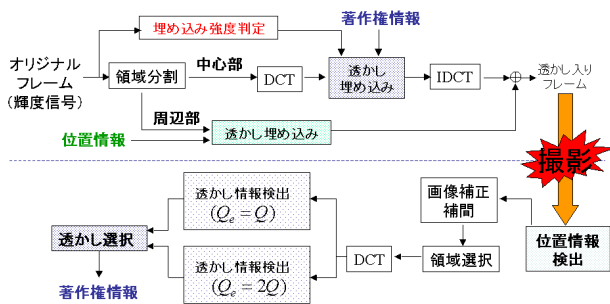 著作権情報
埋め込み強度判定
オリジナル
フレーム
(輝度信号)
領域分割
中心部
DCT
透かし
埋め込み
IDCT
透かし入り
フレーム
周辺部
位置情報
透かし埋め込み
撮影
透かし情報検出
(Qe = Q)
画像補正
補間
透かし選択
位置情報
検出
DCT
領域選択
透かし情報検出
(Qe = 2Q)
著作権情報